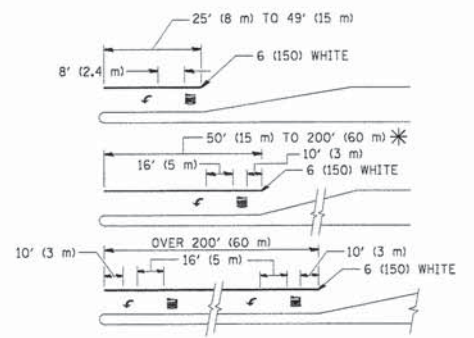 25' (8 m) TO 49' (15 m)
8' (2.4 m)
6 (150) WHITE
50' (15 m) TO 200' (60 m) *
16' (5 m)
10' (3 m)
6 (150) WHITE
OVER 200' (60 m)
10' (3 m)
16' (5 m)
10' (3 m)
6 (150) WHITE